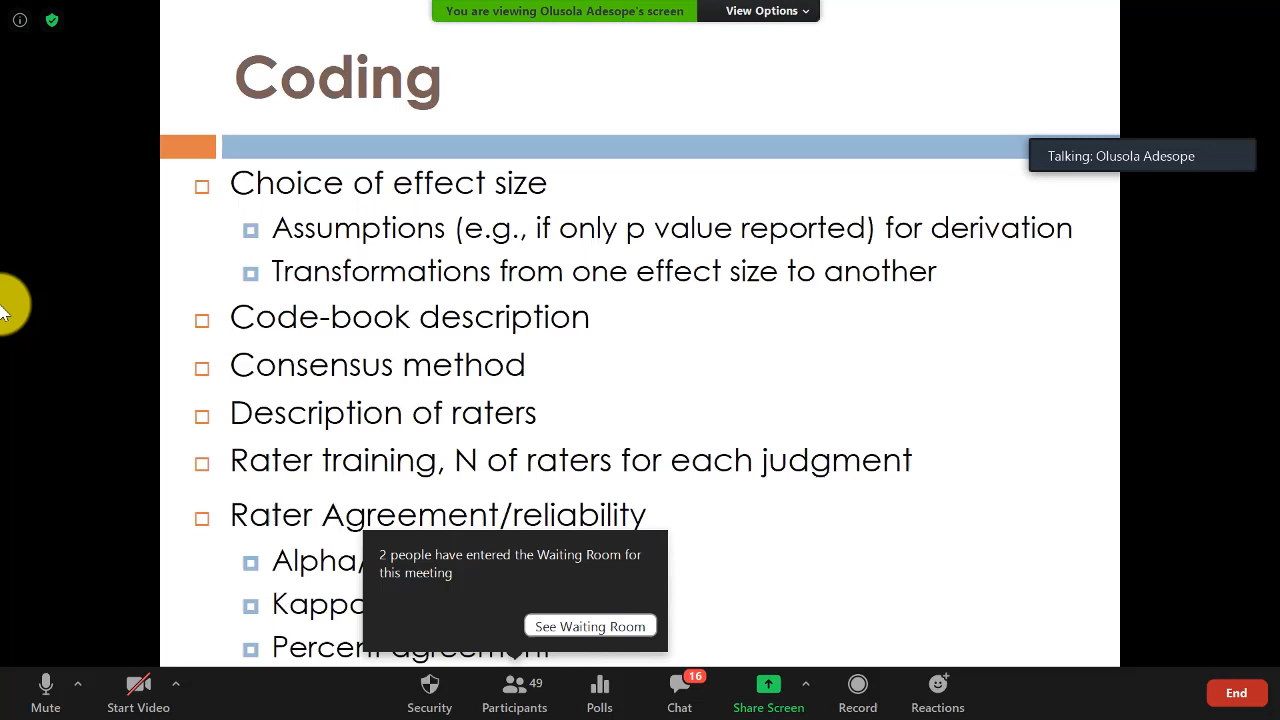 You are viewing Olusola Adesope's screen
View Options
Coding
Talking: Olusola Adesope
Choice of effect size
Assumptions (e.g., if only p value reported) for derivation
Transformations from one effect size to another
Code-book description
Consensus method
Description of raters
Rater training, N of raters for each judgment
Rater Agreement/reliability
Alpha/
Kappa
Percent agreement
2 people have entered the Waiting Room for
this meeting
See Waiting Room
Mute
Start Video
Security
49
Participants
Polls
16
Chat
Share Screen
Record
Reactions
End